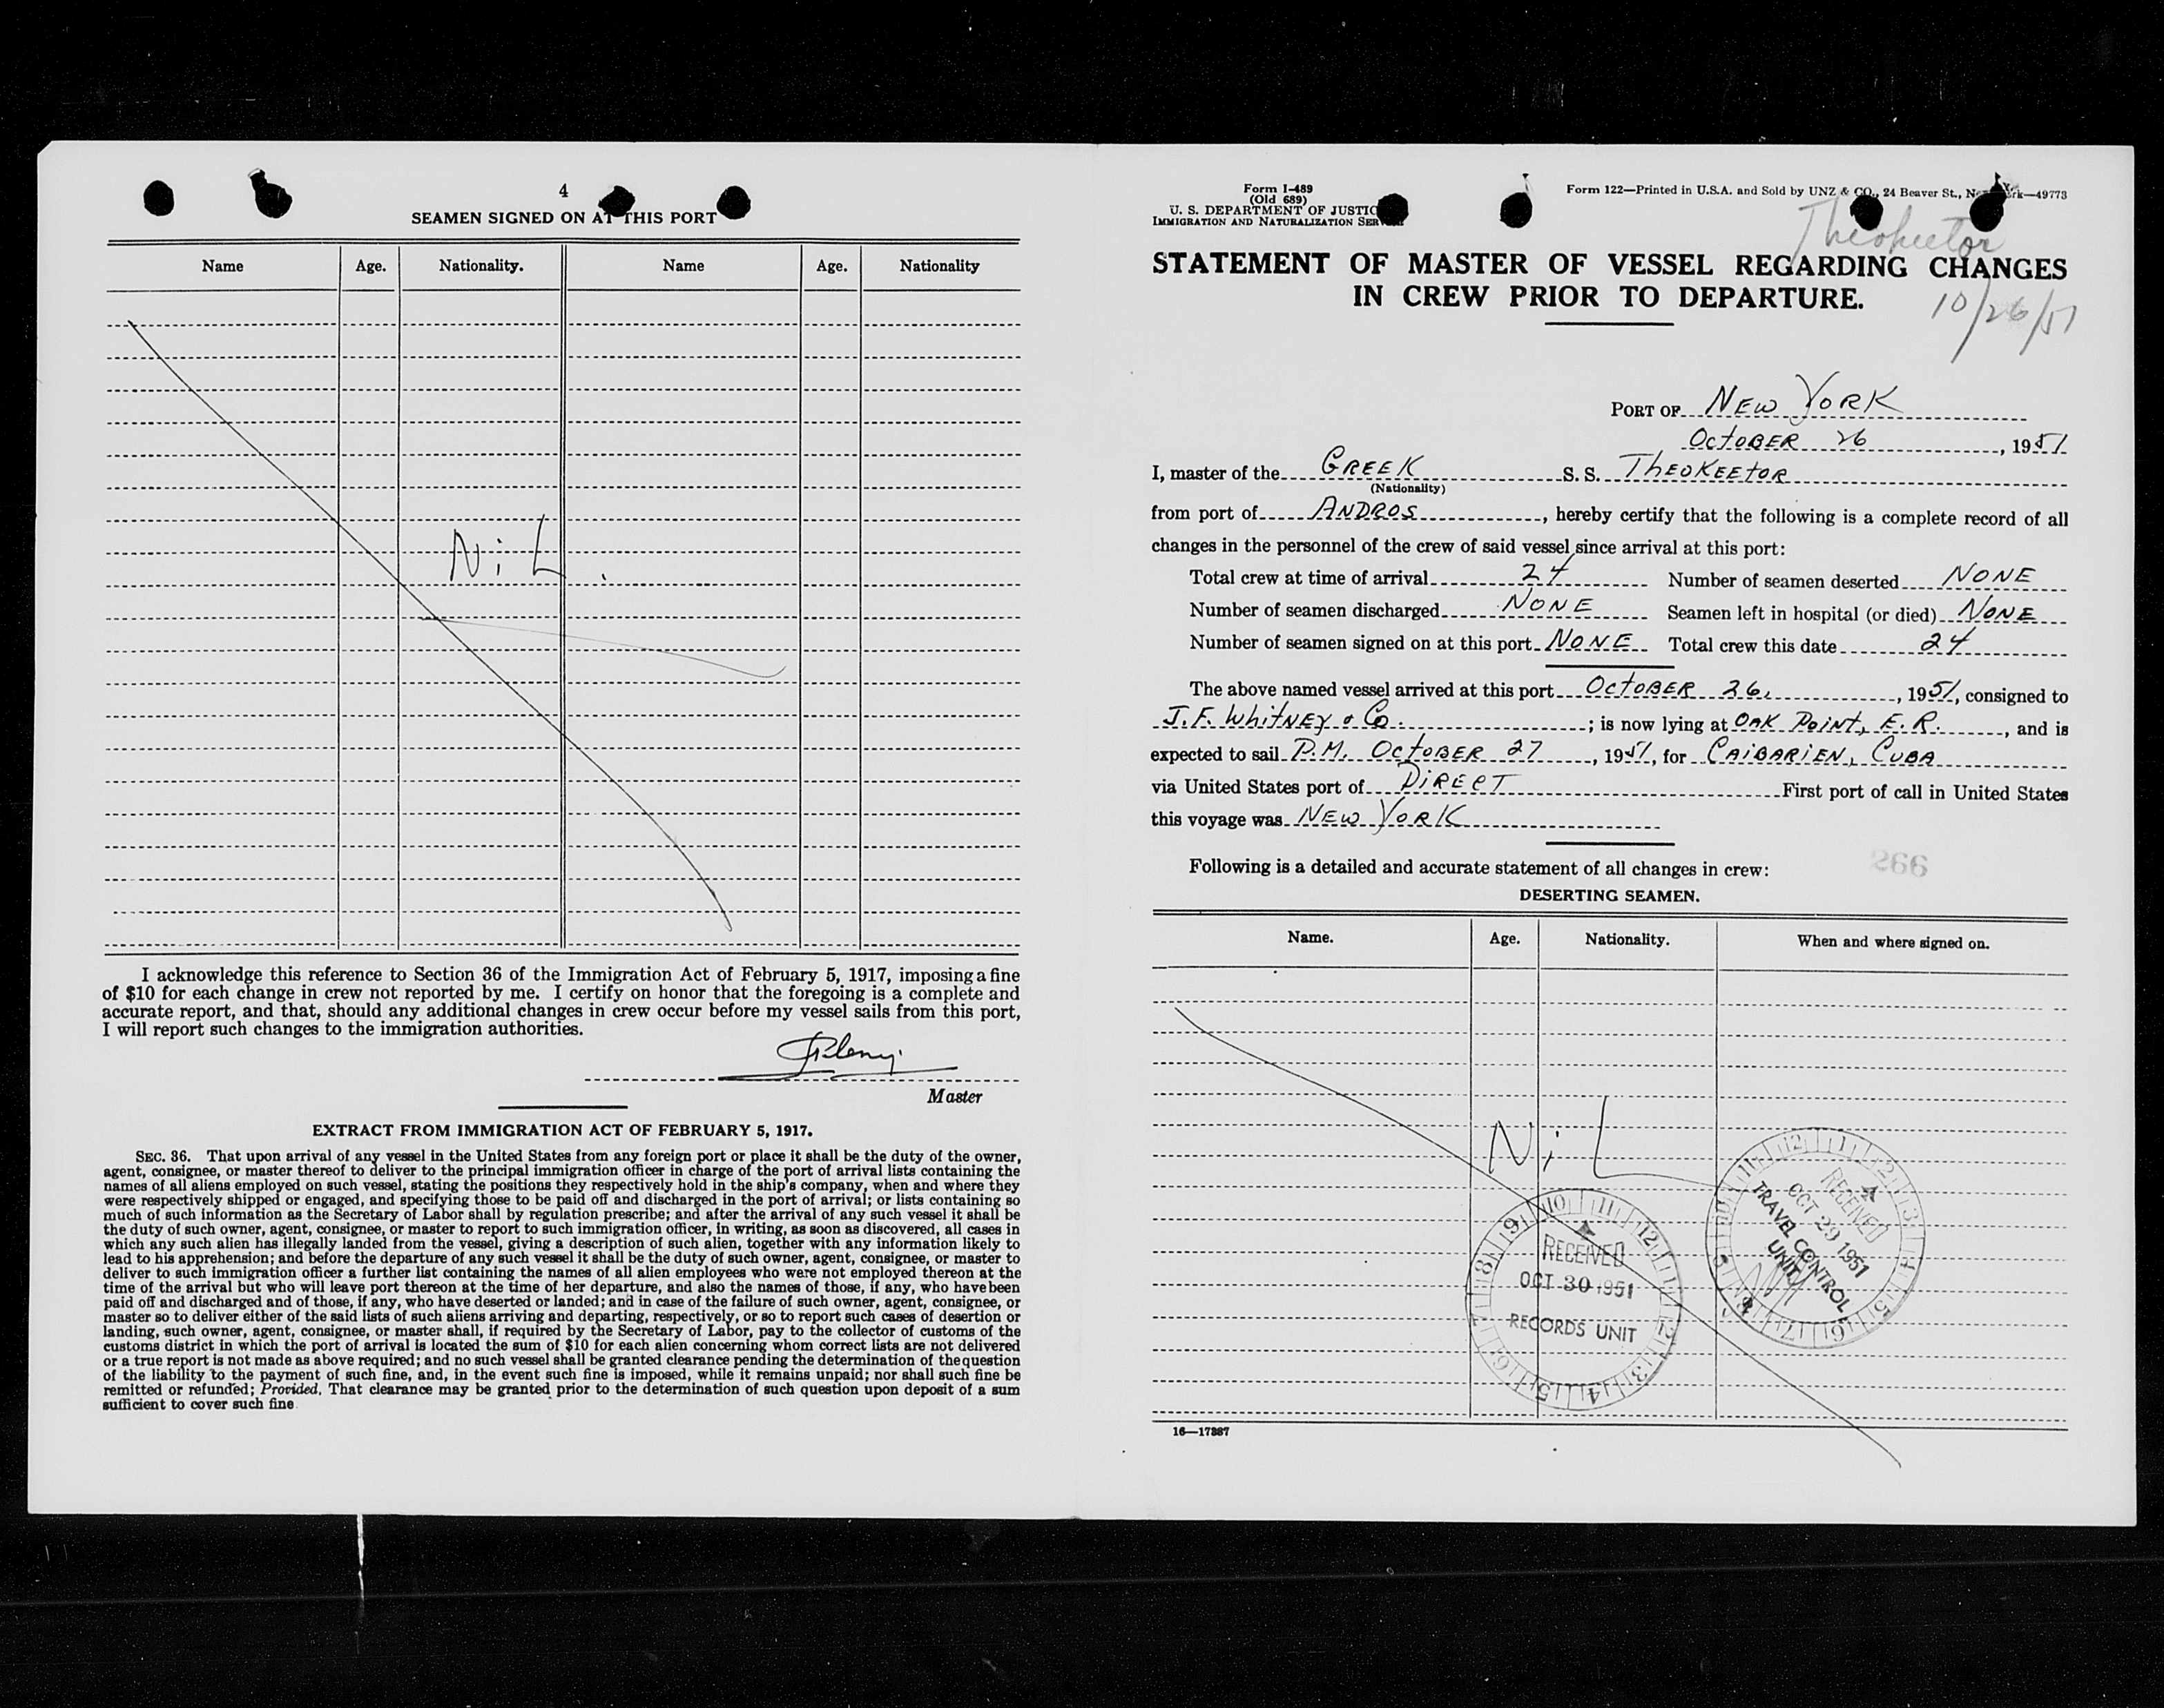 4
SEAMEN SIGNED ON AT THIS PORT
Name Age. Nationality. Name Age. Nationality
NiL.
I acknowledge this reference to Section 36 of the Immigration Act of February 5, 1917, imposing a fine
of $10 for each change in crew not reported by me. I certify on honor that the foregoing is a complete and
accurate report, and that, should any additional changes in crew occur before my vessel sails from this port,
I will report such changes to the immigration authorities.
Master
EXTRACT FROM IMMIGRATION ACT OF FEBRUARY 5, 1917.
SEC. 36. That upon arrival of any vessel in the United States from any foreign port or place it shall be the duty of the owner,
agent, consignee, or master thereof to deliver to the principal immigration officer in charge of the port of arrival lists containing the
names of all aliens employed on such vessel, stating the positions they respectively hold in the ship's company, when and where they
were respectively shipped or engaged, and specifying those to be paid off and discharged in the port of arrival; or lists containing so
much of such information as the Secretary of Labor shall by regulation prescribe; and after the arrival of any such vessel it shall be
the duty of such owner, agent, consignee, or master to report to such immigration officer, in writing, as soon as discovered, all cases in
which any such alien has illegally landed from the vessel, giving a description of such alien, together with any information likely to
lead to his apprehension; and before the departure of any such vessel it shall be the duty of such owner, agent, consignee, or master to
deliver to such immigration officer a further list containing the names of all alien employees who were not employed thereon at the
time of the arrival but who will leave port thereon at the time of her departure, and also the names of those, if any, who have been
paid off and discharged and of those, if any, who have deserted or landed; and in case of the failure of such owner, agent, consignee, or
master so to deliver either of the said lists of such aliens arriving and departing, respectively, or so to report such cases of desertion or
landing, such owner, agent, consignee, or master shall, if required by the Secretary of Labor, pay to the collector of customs of the
customs district in which the port of arrival is located the sum of $10 for each alien concerning whom correct lists are not delivered
or a true report is not made as above required; and no such vessel shall be granted clearance pending the determination of the question
of the liability to the payment of such fine, and, in the event such fine is imposed, while it remains unpaid; nor shall such fine be
remitted or refunded; Provided, That clearance may be granted prior to the determination of such question upon deposit of a sum
sufficient to cover such fine
Form I-489
(Old 689)
U. S. DEPARTMENT OF JUSTIC
IMMIGRATION AND NATURALIZATION SER
Form 122—Printed in U.S.A. and Sold by UNZ & CO., 24 Beaver St., N rk—49773
Theokeetor
STATEMENT OF MASTER OF VESSEL REGARDING CHANGES
IN CREW PRIOR TO DEPARTURE.
10/26/51
PORT OF NEW YORK
OCTOBER 26, 1951
I, master of the GREEK S. S. THEOKEETOR
(Nationality)
from port of ANDROS, hereby certify that the following is a complete record of all
changes in the personnel of the crew of said vessel since arrival at this port:
Total crew at time of arrival 24 Number of seamen deserted NONE
Number of seamen discharged NONE Seamen left in hospital (or died) NONE
Number of seamen signed on at this port NONE Total crew this date 24
The above named vessel arrived at this port OCTOBER 26, 1951, consigned to
J.F. WHITNEY & Co.; is now lying at OAK POINT, E.R., and is
expected to sail P.M. OCTOBER 27, 1951, for CAIBARIEN, CUBA
via United States port of DIRECT First port of call in United States
this voyage was NEW YORK
Following is a detailed and accurate statement of all changes in crew:
266
DESERTING SEAMEN.
Name. Age. Nationality. When and where signed on.
NiL
RECEIVED
OCT 29 1951
TRAVEL CONTROL
UNIT
RECEIVED
OCT 30 1951
RECORDS UNIT
16—17887